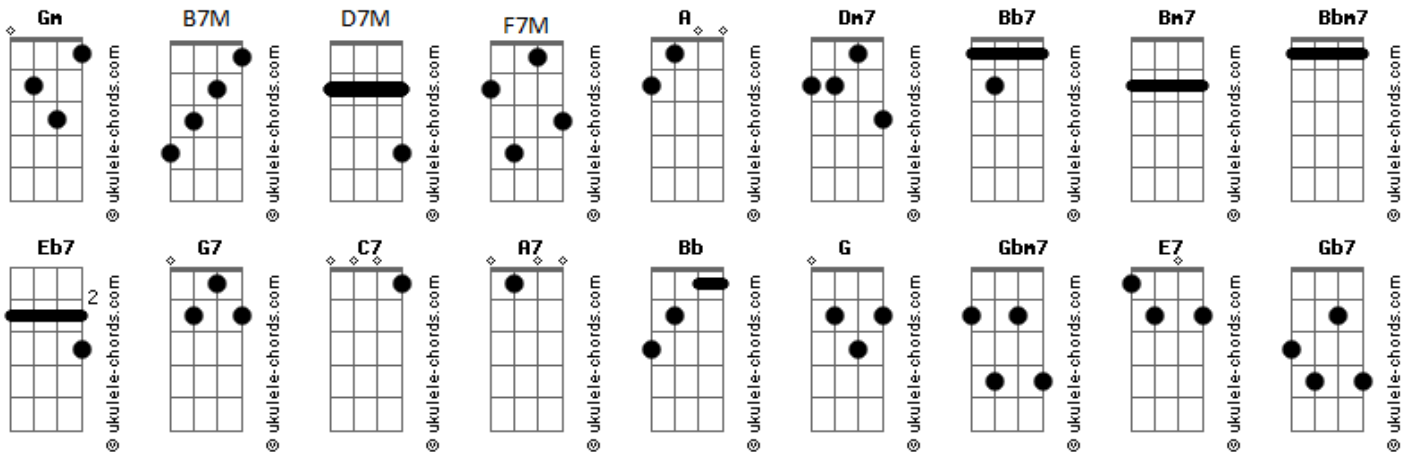 Gm B7M D7M F7M A Dm7 Bb7 Bm7 Bbm7
© ukulele-chords.com © ukulele-chords.com © ukulele-chords.com © ukulele-chords.com © ukulele-chords.com © ukulele-chords.com © ukulele-chords.com © ukulele-chords.com © ukulele-chords.com
Eb7 G7 C7 A7 Bb G Gbm7 E7 Gb7
2
© ukulele-chords.com © ukulele-chords.com © ukulele-chords.com © ukulele-chords.com © ukulele-chords.com © ukulele-chords.com © ukulele-chords.com © ukulele-chords.com © ukulele-chords.com